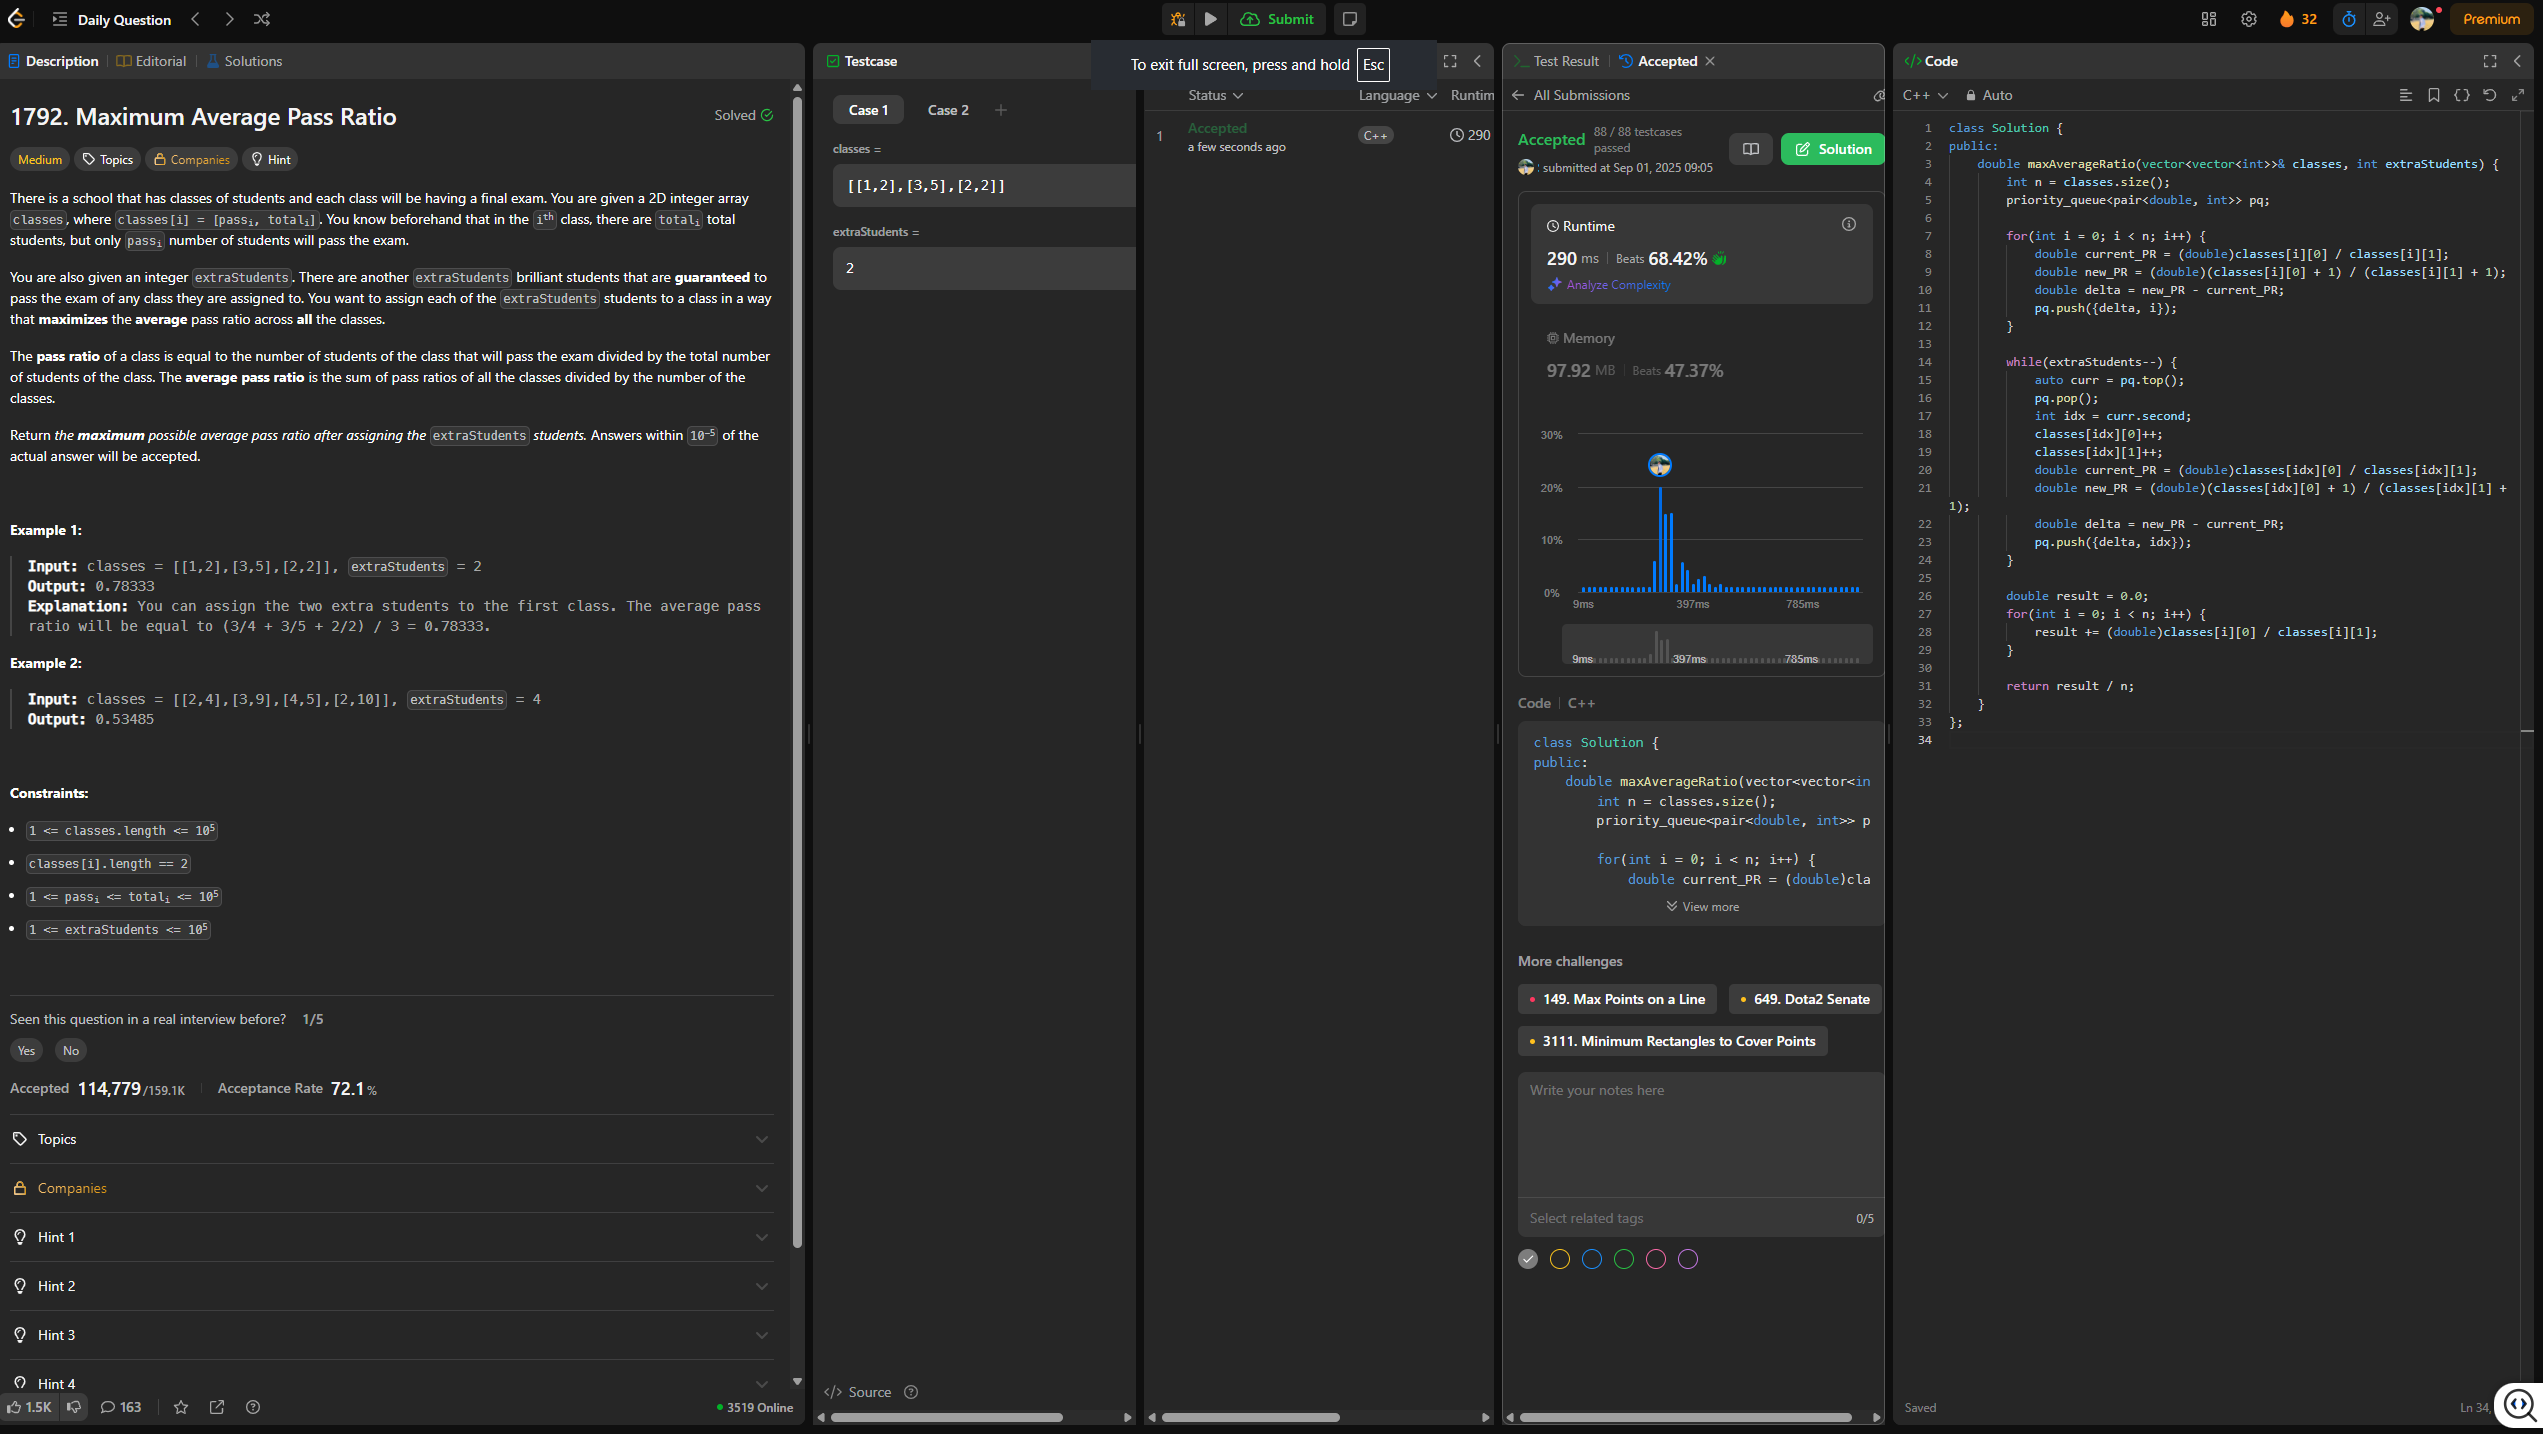 Daily Question
Submit
32
Premium
To exit full screen, press and hold Esc
Description
Editorial
Solutions
1792. Maximum Average Pass Ratio
Solved
Medium
Topics
Companies
Hint
There is a school that has classes of students and each class will be having a final exam. You are given a 2D integer array
classes, where classes[i] = [passi, totali]. You know beforehand that in the ith class, there are totali total
students, but only passi number of students will pass the exam.
You are also given an integer extraStudents. There are another extraStudents brilliant students that are guaranteed to
pass the exam of any class they are assigned to. You want to assign each of the extraStudents students to a class in a way
that maximizes the average pass ratio across all the classes.
The pass ratio of a class is equal to the number of students of the class that will pass the exam divided by the total number
of students of the class. The average pass ratio is the sum of pass ratios of all the classes divided by the number of the
classes.
Return the maximum possible average pass ratio after assigning the extraStudents students. Answers within 10⁻⁵ of the
actual answer will be accepted.
Example 1:
Input: classes = [[1,2],[3,5],[2,2]], extraStudents = 2
Output: 0.78333
Explanation: You can assign the two extra students to the first class. The average pass
ratio will be equal to (3/4 + 3/5 + 2/2) / 3 = 0.78333.
Example 2:
Input: classes = [[2,4],[3,9],[4,5],[2,10]], extraStudents = 4
Output: 0.53485
Constraints:
• 1 <= classes.length <= 10⁵
• classes[i].length == 2
• 1 <= passi <= totali <= 10⁵
• 1 <= extraStudents <= 10⁵
Seen this question in a real interview before? 1/5
Yes
No
Accepted 114,779/159.1K
Acceptance Rate 72.1%
Topics
Companies
Hint 1
Hint 2
Hint 3
Hint 4
1.5K
163
3519 Online
Testcase
Case 1
Case 2
classes =
[[1,2],[3,5],[2,2]]
extraStudents =
2
Source
Status
Language
Runtim
1
Accepted
C++
290
a few seconds ago
Test Result
Accepted
All Submissions
Accepted
88 / 88 testcases
passed
submitted at Sep 01, 2025 09:05
Solution
Runtime
290 ms
Beats 68.42%
Analyze Complexity
Memory
97.92 MB
Beats 47.37%
30%
20%
10%
0%
9ms
397ms
785ms
9ms
397ms
785ms
Code
C++
class Solution {
public:
double maxAverageRatio(vector<vector<in
int n = classes.size();
priority_queue<pair<double, int>> p
for(int i = 0; i < n; i++) {
double current_PR = (double)cla
View more
More challenges
149. Max Points on a Line
649. Dota2 Senate
3111. Minimum Rectangles to Cover Points
Write your notes here
Select related tags
0/5
Code
C++
Auto
1 class Solution {
2 public:
3 double maxAverageRatio(vector<vector<int>>& classes, int extraStudents) {
4 int n = classes.size();
5 priority_queue<pair<double, int>> pq;
6
7 for(int i = 0; i < n; i++) {
8 double current_PR = (double)classes[i][0] / classes[i][1];
9 double new_PR = (double)(classes[i][0] + 1) / (classes[i][1] + 1);
10 double delta = new_PR - current_PR;
11 pq.push({delta, i});
12 }
13
14 while(extraStudents--) {
15 auto curr = pq.top();
16 pq.pop();
17 int idx = curr.second;
18 classes[idx][0]++;
19 classes[idx][1]++;
20 double current_PR = (double)classes[idx][0] / classes[idx][1];
21 double new_PR = (double)(classes[idx][0] + 1) / (classes[idx][1] +
1);
22 double delta = new_PR - current_PR;
23 pq.push({delta, idx});
24 }
25
26 double result = 0.0;
27 for(int i = 0; i < n; i++) {
28 result += (double)classes[i][0] / classes[i][1];
29 }
30
31 return result / n;
32 }
33 };
34
Saved
Ln 34,